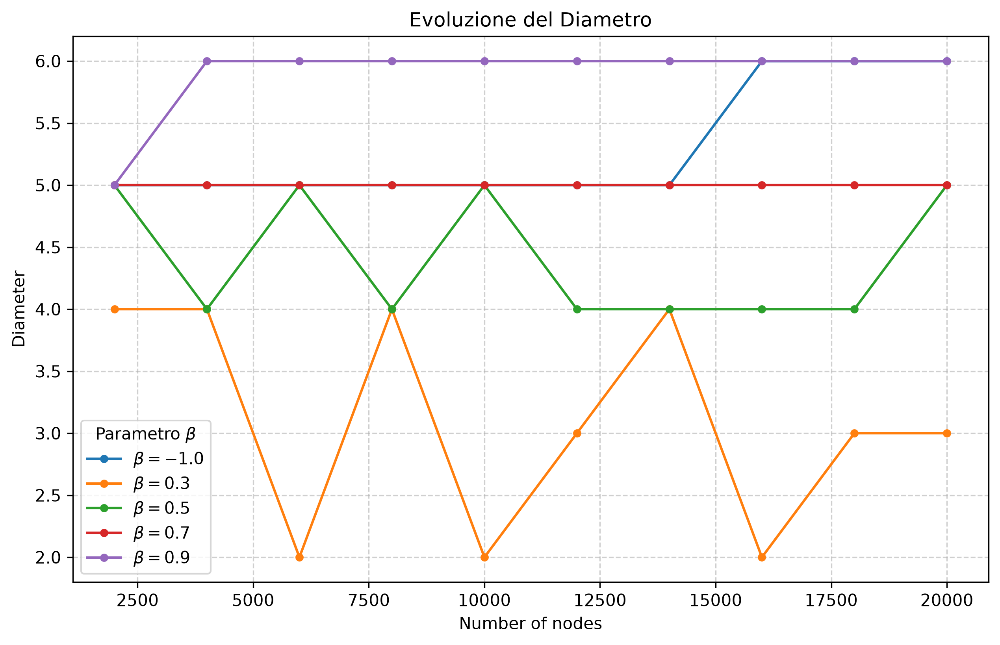 Evoluzione del Diametro
Diameter
6.0
5.5
5.0
4.5
4.0
3.5
3.0
2.5
2.0
Parametro β
β = −1.0
β = 0.3
β = 0.5
β = 0.7
β = 0.9
2500 5000 7500 10000 12500 15000 17500 20000
Number of nodes